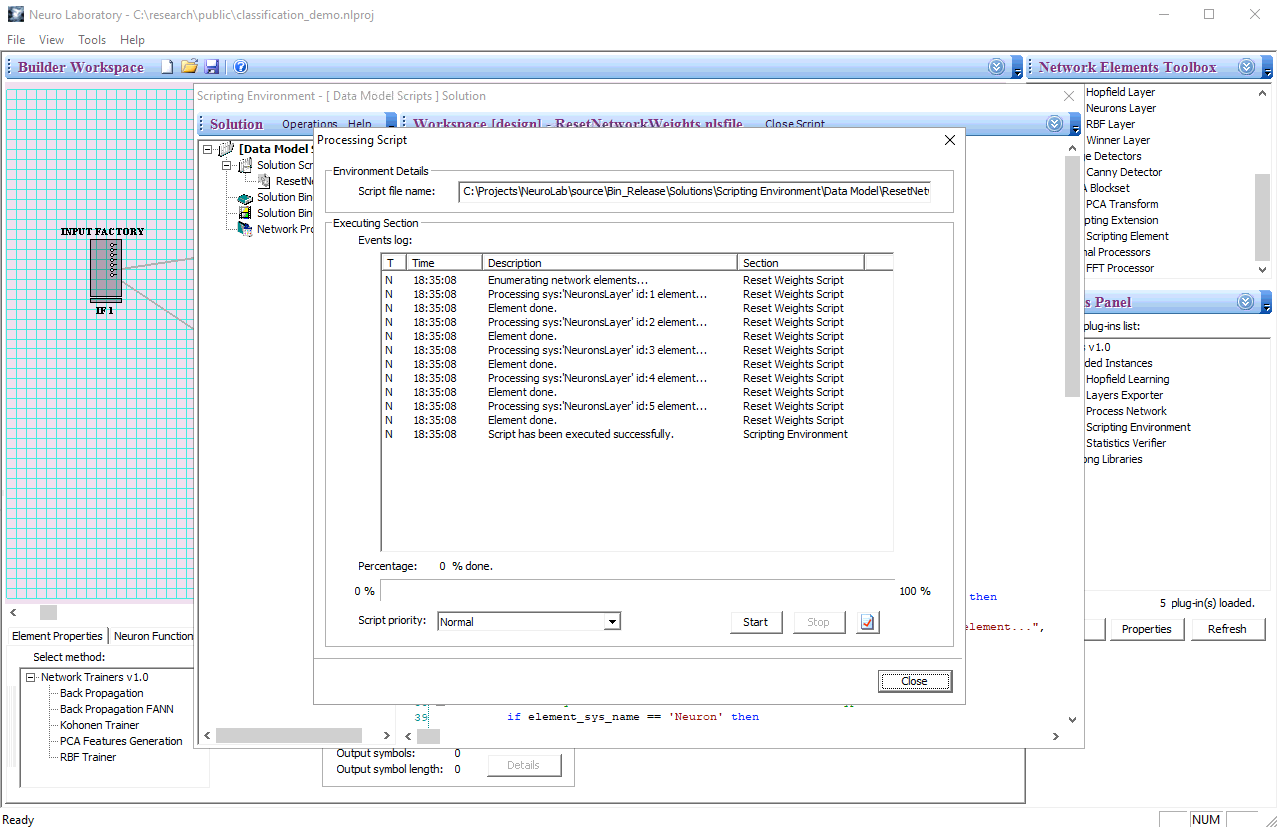 Neuro Laboratory - C:\research\public\classification_demo.nlproj
File View Tools Help
Builder Workspace
Network Elements Toolbox
INPUT FACTORY
IF 1
Scripting Environment - [ Data Model Scripts ] Solution
Solution Operations Help
Workspace [design] - ResetNetworkWeights.nlsfile Close Script
[Data Model
Solution Scr
ResetNe
Solution Bin
Solution Bin
Network Pro
Processing Script
Environment Details
Script file name: C:\Projects\NeuroLab\source\Bin_Release\Solutions\Scripting Environment\Data Model\ResetNet
Executing Section
Events log:
T Time Description Section
N 18:35:08 Enumerating network elements... Reset Weights Script
N 18:35:08 Processing sys:'NeuronsLayer' id:1 element... Reset Weights Script
N 18:35:08 Element done. Reset Weights Script
N 18:35:08 Processing sys:'NeuronsLayer' id:2 element... Reset Weights Script
N 18:35:08 Element done. Reset Weights Script
N 18:35:08 Processing sys:'NeuronsLayer' id:3 element... Reset Weights Script
N 18:35:08 Element done. Reset Weights Script
N 18:35:08 Processing sys:'NeuronsLayer' id:4 element... Reset Weights Script
N 18:35:08 Element done. Reset Weights Script
N 18:35:08 Processing sys:'NeuronsLayer' id:5 element... Reset Weights Script
N 18:35:08 Element done. Reset Weights Script
N 18:35:08 Script has been executed successfully. Scripting Environment
Percentage: 0 % done.
0 % 100 %
Script priority: Normal Start Stop
Close
then
element...",
39 if element_sys_name == 'Neuron' then
Hopfield Layer
Neurons Layer
RBF Layer
Winner Layer
e Detectors
Canny Detector
A Blockset
PCA Transform
pting Extension
Scripting Element
nal Processors
FFT Processor
s Panel
plug-ins list:
s v1.0
ded Instances
Hopfield Learning
Layers Exporter
Process Network
Scripting Environment
Statistics Verifier
ong Libraries
5 plug-in(s) loaded.
Properties Refresh
Element Properties Neuron Function
Select method:
Network Trainers v1.0
Back Propagation
Back Propagation FANN
Kohonen Trainer
PCA Features Generation
RBF Trainer
Output symbols: 0
Output symbol length: 0 Details
Ready NUM